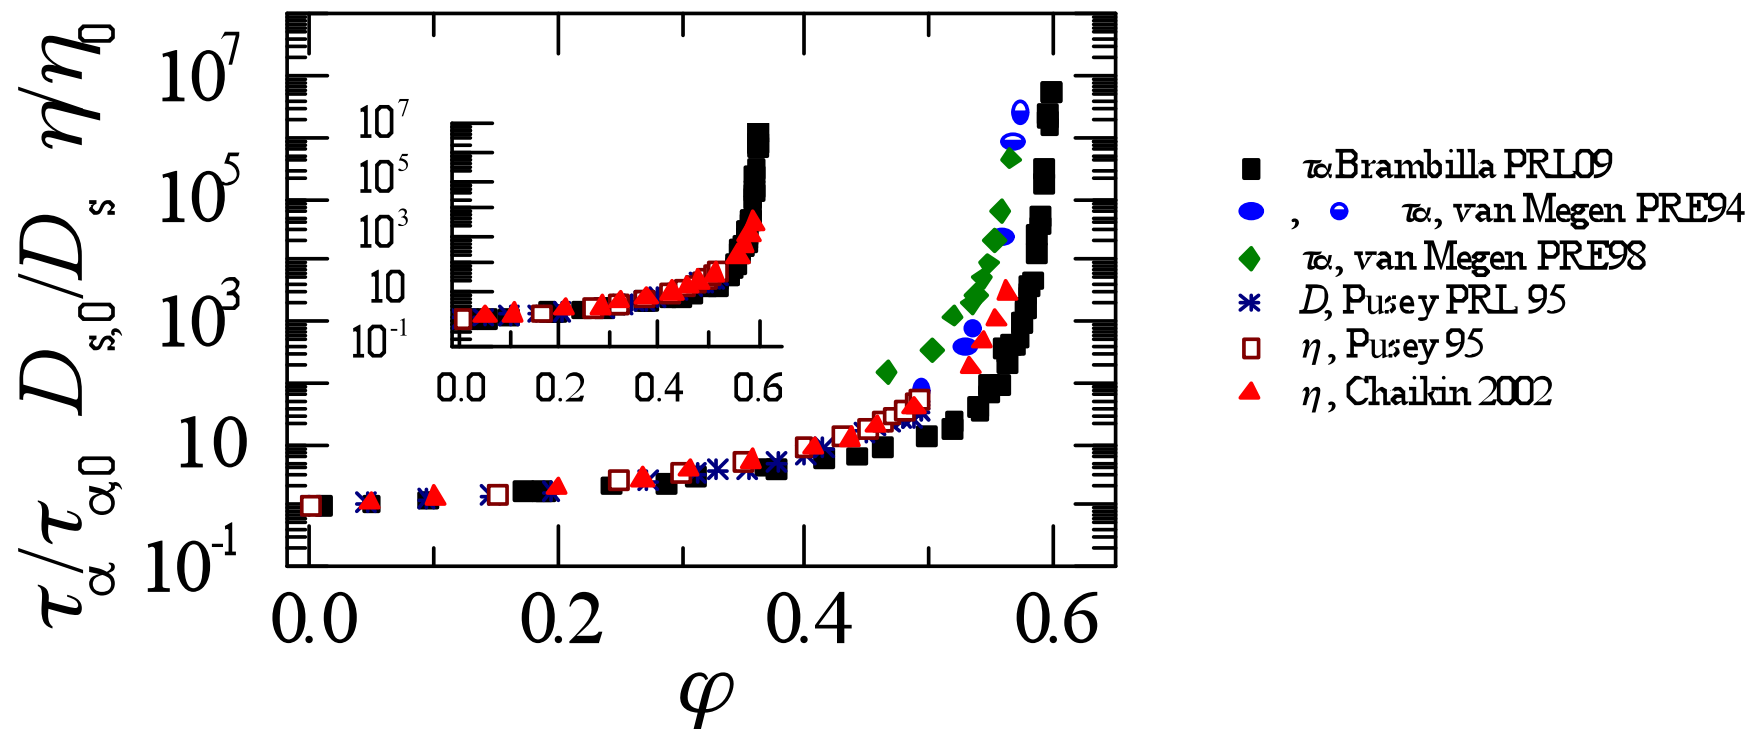 τα/τα,0 Ds,0/Ds η/η0
10^7
10^5
10^3
10
10^-1
0.0 0.2 0.4 0.6
φ
10^7
10^5
10^3
10
10^-1
0.0 0.2 0.4 0.6
τα Brambilla PRL09
, τα, van Megen PRE94
τα, van Megen PRE98
D, Pusey PRL 95
η, Pusey 95
η, Chaikin 2002